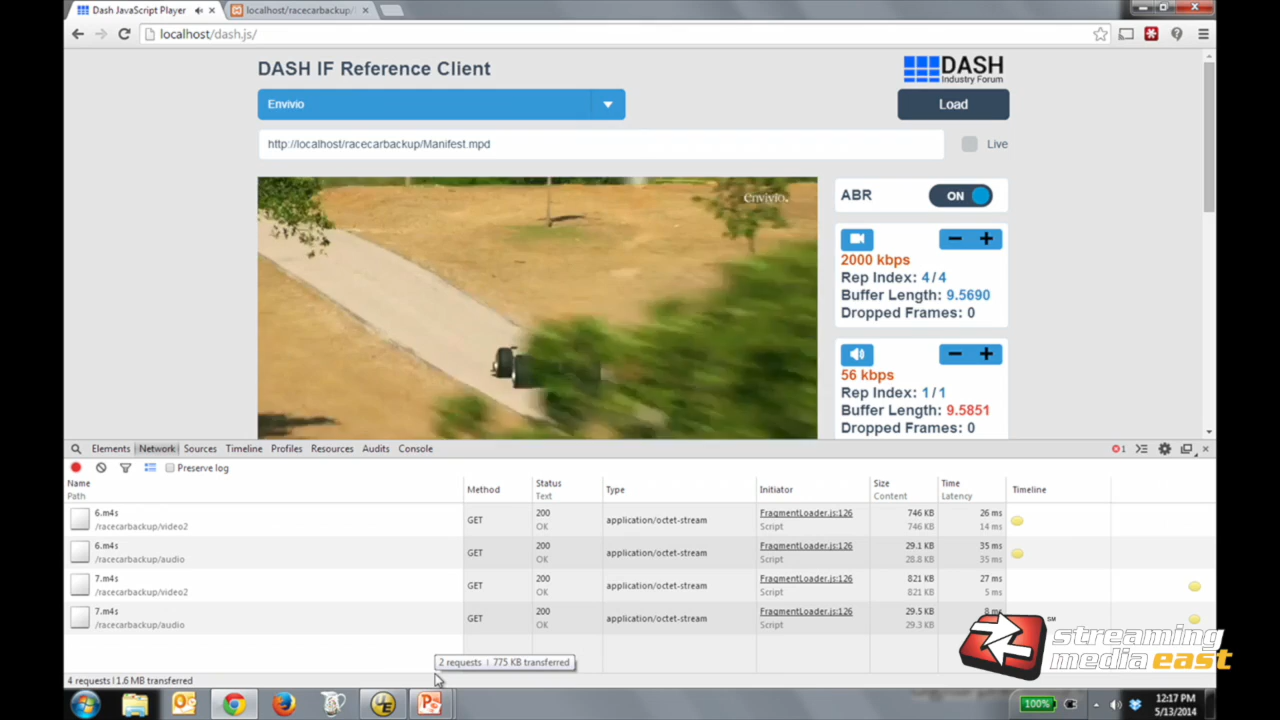 Dash JavaScript Player
localhost/racecarbackup/
localhost/dash.js/
DASH IF Reference Client
DASH
Industry Forum
Envivio
Load
http://localhost/racecarbackup/Manifest.mpd
Live
envivio.
ABR
ON
2000 kbps
Rep Index: 4/4
Buffer Length: 9.5690
Dropped Frames: 0
56 kbps
Rep Index: 1/1
Buffer Length: 9.5851
Dropped Frames: 0
Elements Network Sources Timeline Profiles Resources Audits Console
1
Preserve log
Name Method Status Type Initiator Size Time Timeline
Path Text Content Latency
6.m4s GET 200 application/octet-stream FragmentLoader.js:126 746 KB 26 ms
/racecarbackup/video2 OK Script 746 KB 14 ms
6.m4s GET 200 application/octet-stream FragmentLoader.js:126 29.1 KB 35 ms
/racecarbackup/audio OK Script 28.8 KB 35 ms
7.m4s GET 200 application/octet-stream FragmentLoader.js:126 821 KB 27 ms
/racecarbackup/video2 OK Script 821 KB 5 ms
7.m4s GET 200 application/octet-stream FragmentLoader.js:126 29.5 KB 8 ms
/racecarbackup/audio OK Script 29.3 KB
2 requests | 775 KB transferred
4 requests | 1.6 MB transferred
streaming
media east
SM
100%
12:17 PM
5/13/2014